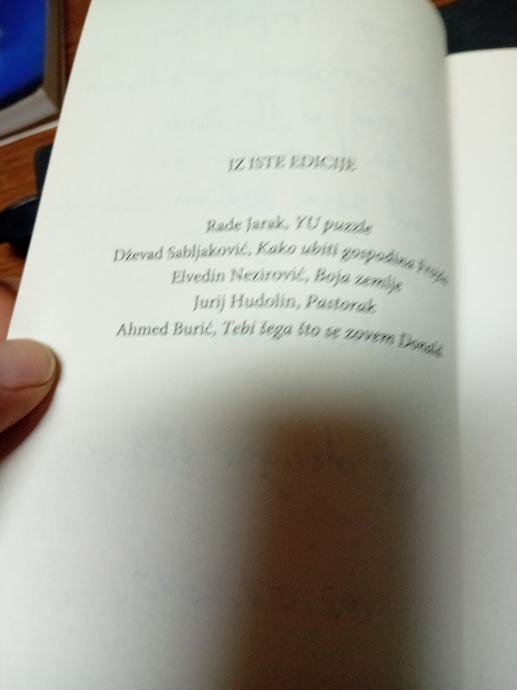 IZ ISTE EDICIJE
Rade Jarak, YU puzzle
Dževad Sabljaković, Kako ubiti gospodina
Elvedin Nezirović, Boja zemlje
Jurij Hudolin, Pastorak
Ahmed Burić, Tebi šega što se zovem Donald